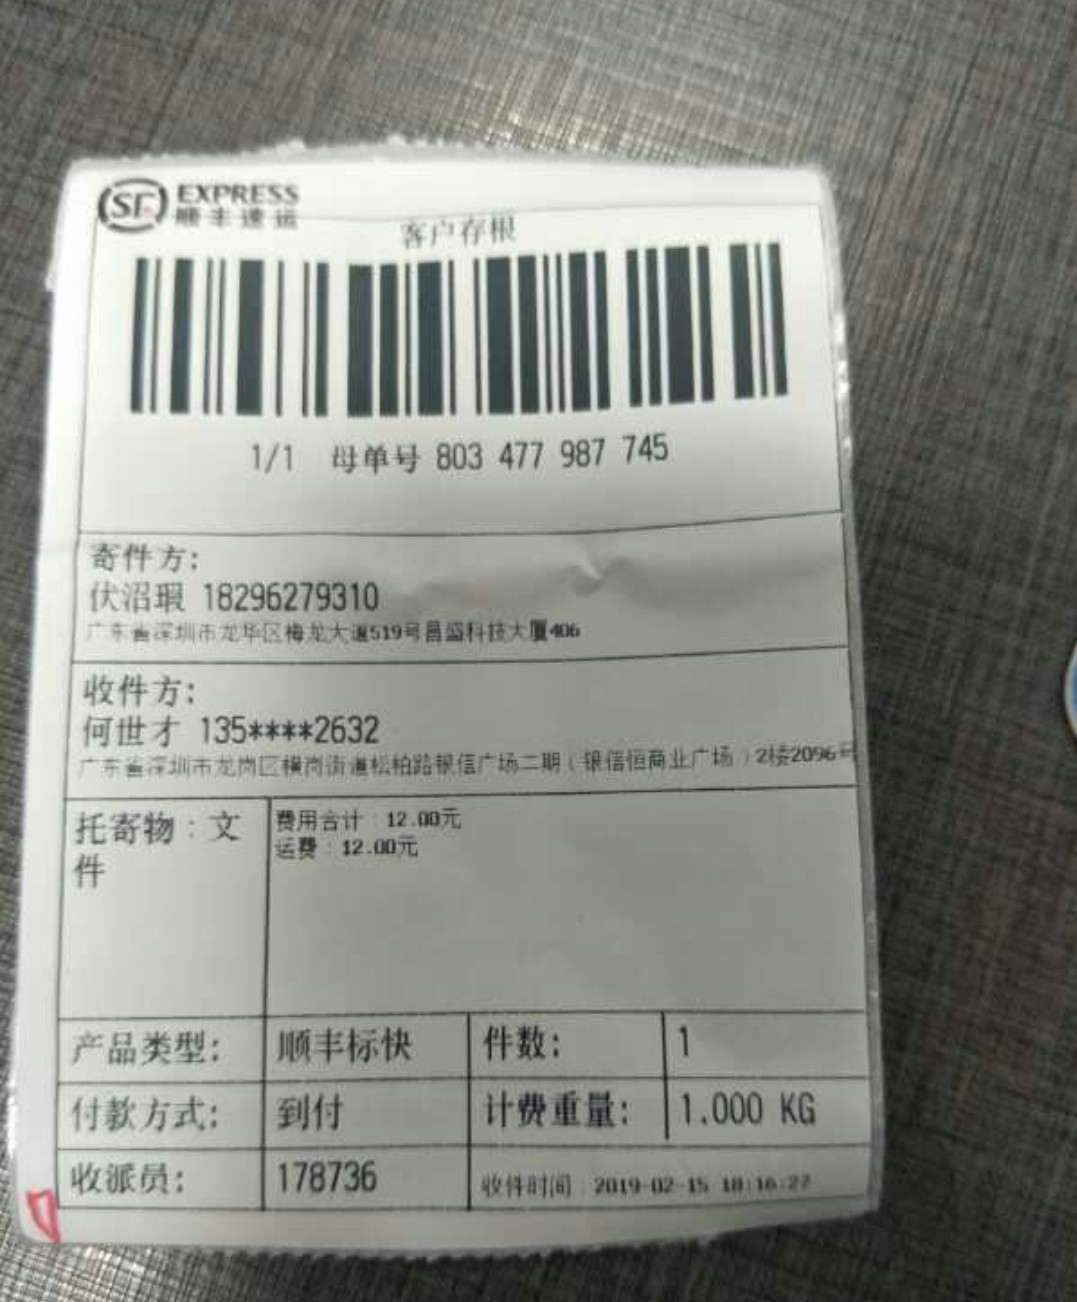 SF EXPRESS
顺丰速运
客户存根
1/1 母单号 803 477 987 745
寄件方:
伏沼瑕 18296279310
广东省深圳市龙华区梅龙大道519号昌盛科技大厦406
收件方:
何世才 135****2632
广东省深圳市龙岗区横岗街道松柏路银信广场二期(银信恒商业广场)2楼2096号
托寄物:文
件
费用合计:12.00元
运费:12.00元
产品类型: 顺丰标快 件数: 1
付款方式: 到付 计费重量: 1.000 KG
收派员: 178736 收件时间:2019-02-15 18:16:27